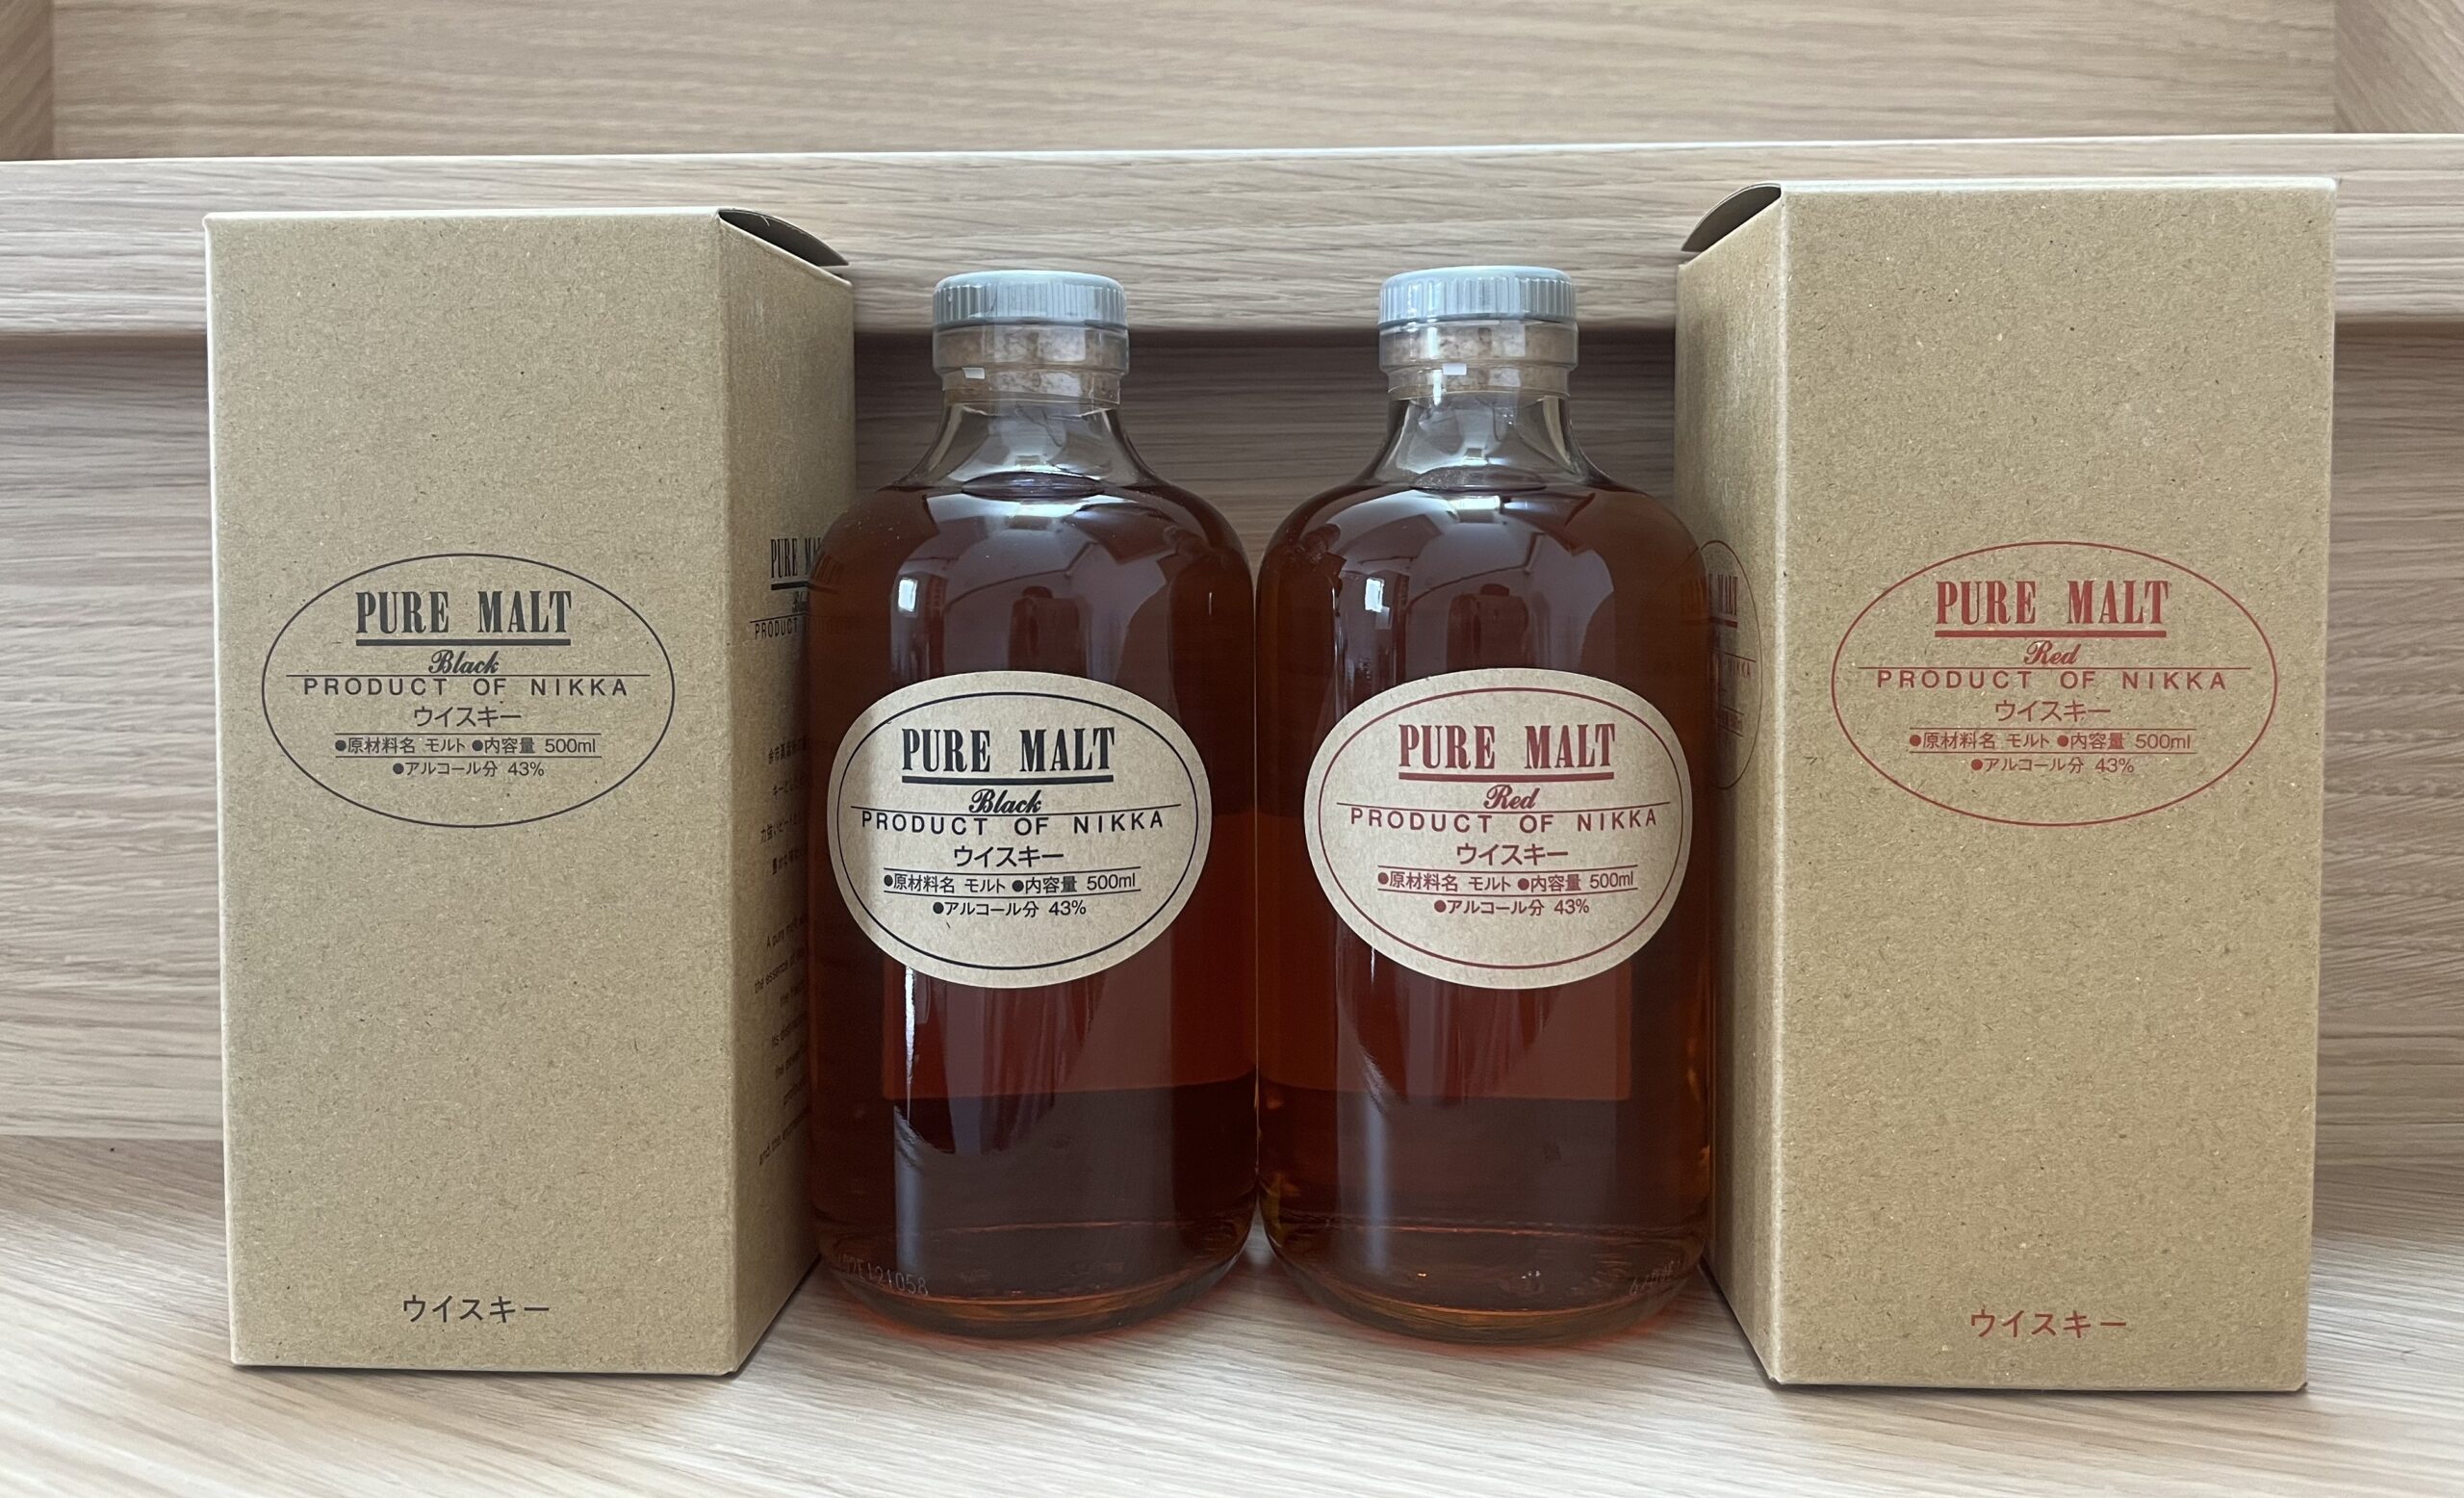 PURE MALT
Black
PRODUCT OF NIKKA
ウイスキー
●原材料名 モルト ●内容量 500ml
●アルコール分 43%
ウイスキー
PURE
PRODUCT
PURE MALT
Black
PRODUCT OF NIKKA
ウイスキー
●原材料名 モルト ●内容量 500ml
●アルコール分 43%
PURE MALT
Red
PRODUCT OF NIKKA
ウイスキー
●原材料名 モルト ●内容量 500ml
●アルコール分 43%
PURE MALT
Red
PRODUCT OF NIKKA
ウイスキー
●原材料名 モルト ●内容量 500ml
●アルコール分 43%
ウイスキー